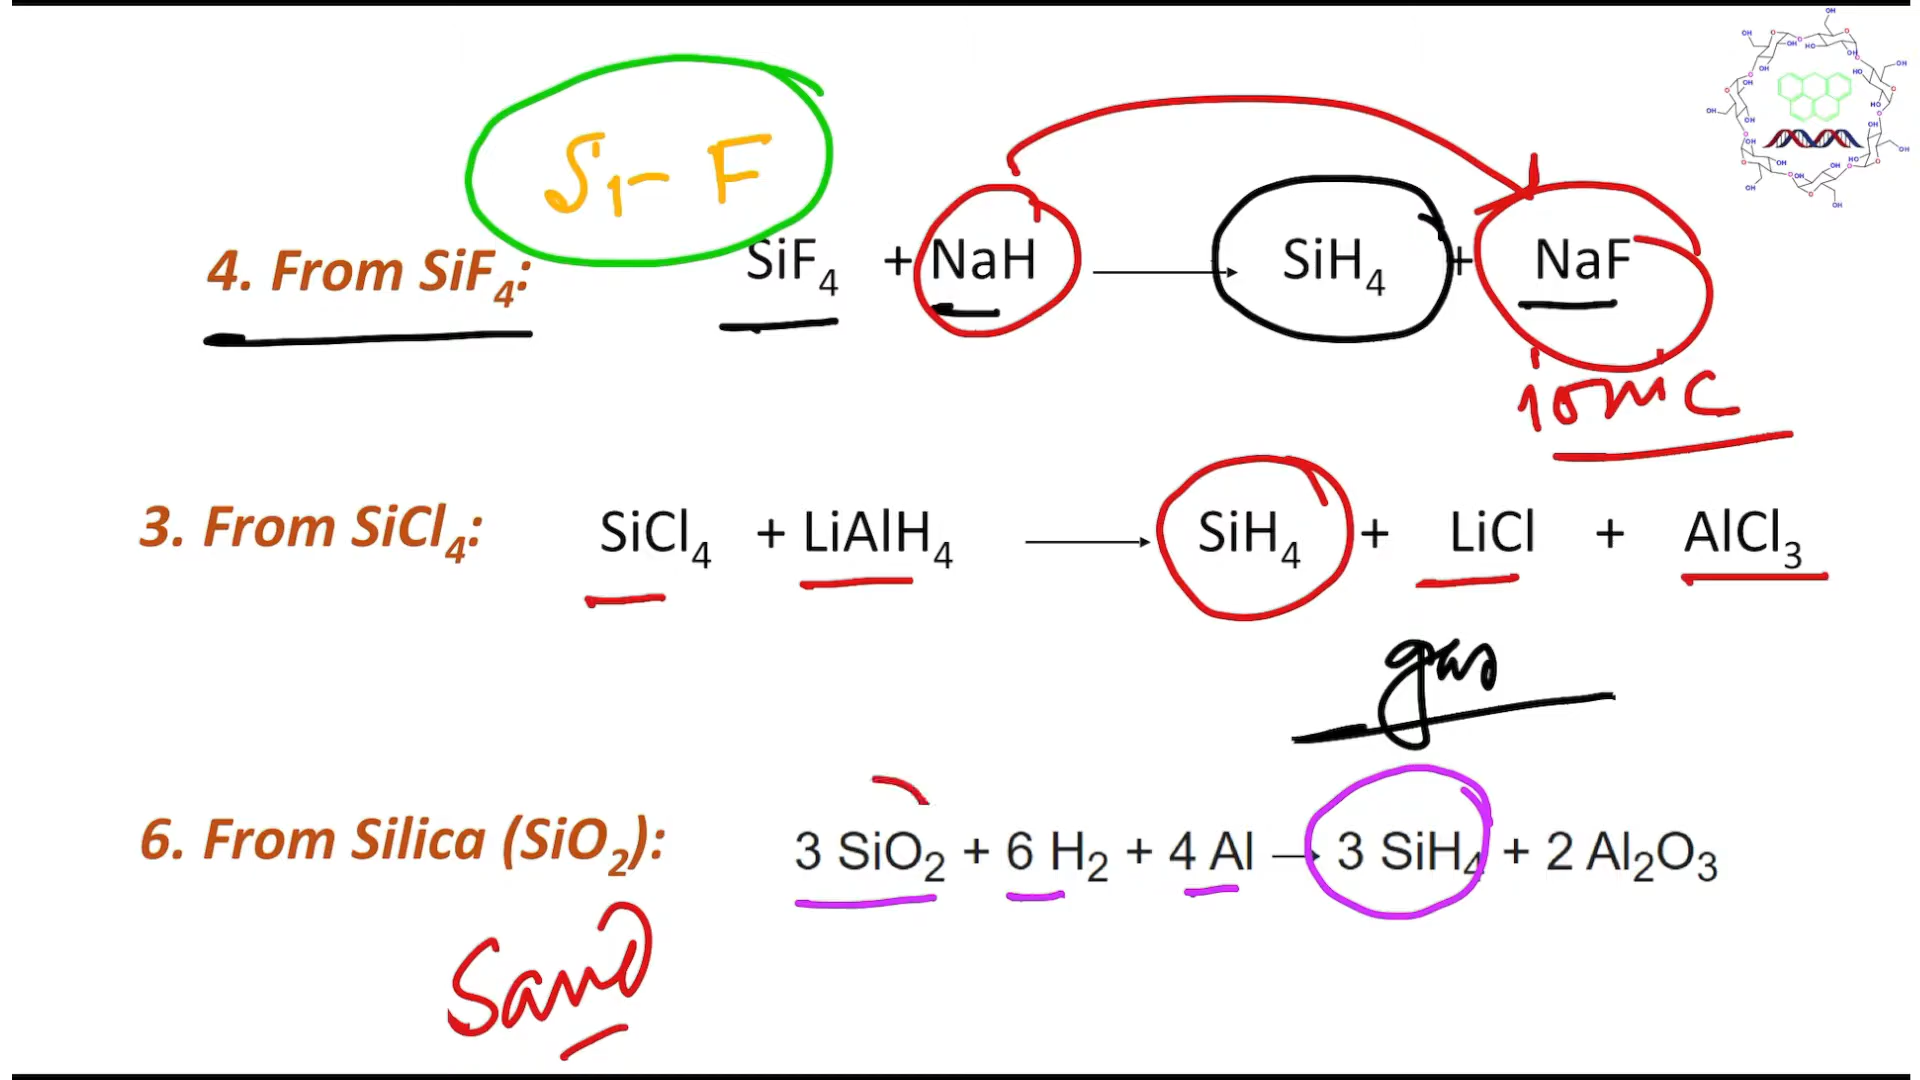 Si - F
4. From SiF₄: SiF₄ + NaH ⟶ SiH₄ + NaF
ionic
3. From SiCl₄: SiCl₄ + LiAlH₄ ⟶ SiH₄ + LiCl + AlCl₃
gas
6. From Silica (SiO₂): 3 SiO₂ + 6 H₂ + 4 Al → 3 SiH₄ + 2 Al₂O₃
Sand